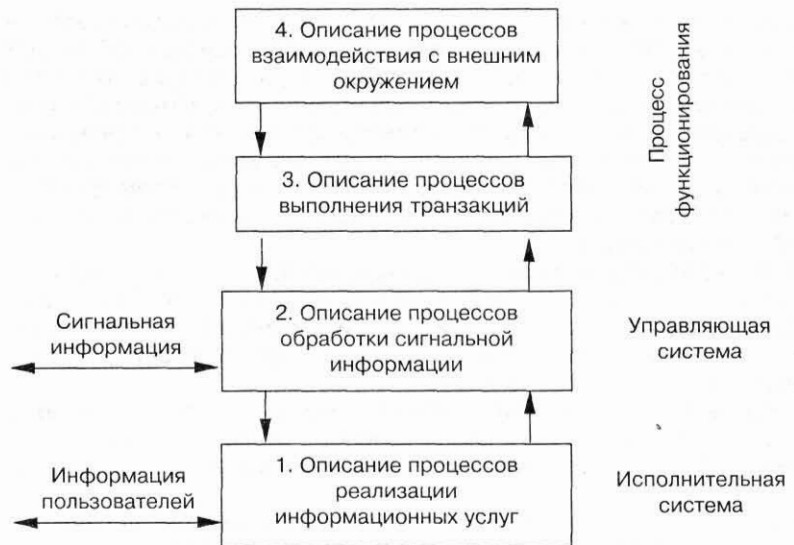 4. Описание процессов
взаимодействия с внешним
окружением
Процесс
функционирования
3. Описание процессов
выполнения транзакций
Сигнальная
информация
2. Описание процессов
обработки сигнальной
информации
Управляющая
система
Информация
пользователей
1. Описание процессов
реализации
информационных услуг
Исполнительная
система